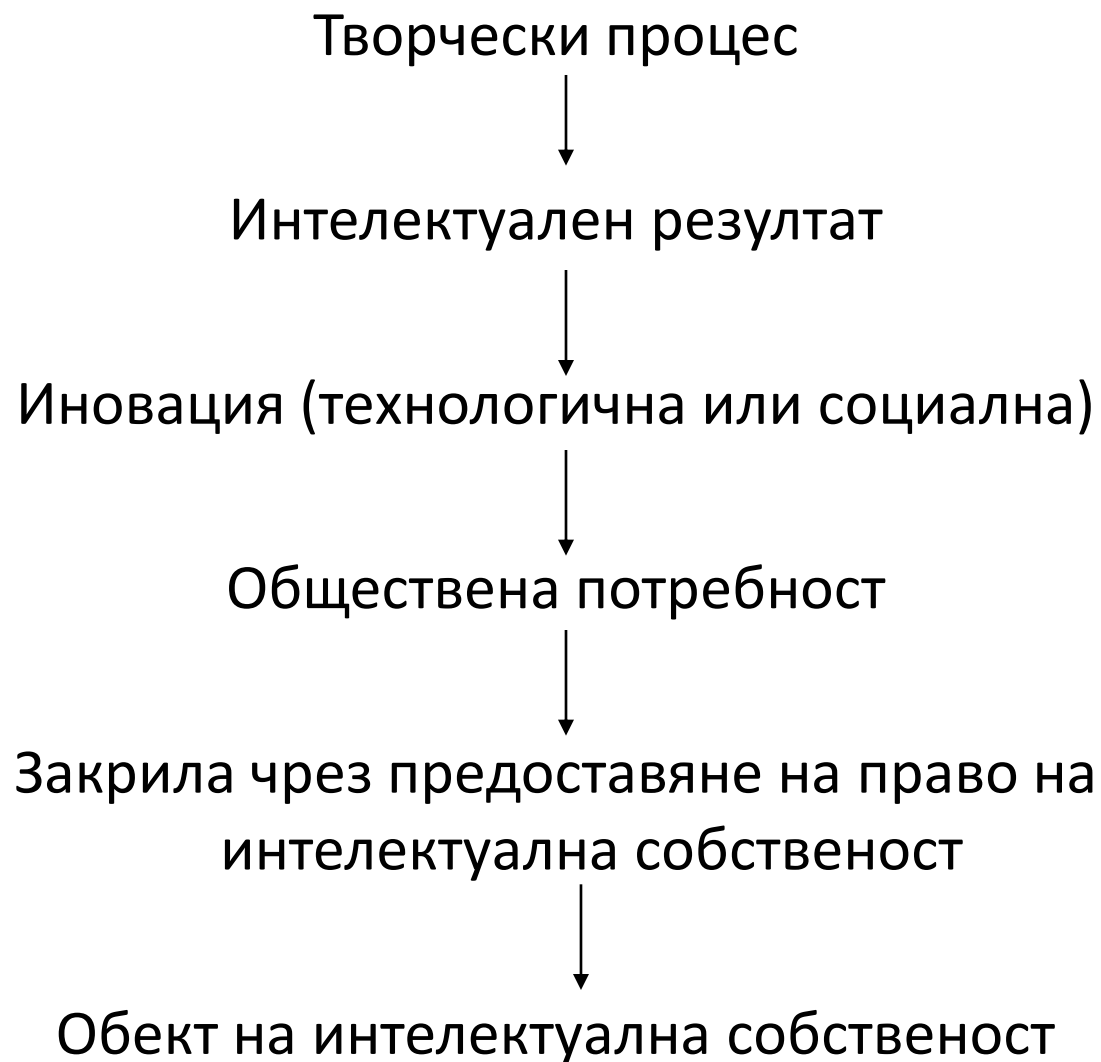 Творчески процес
Интелектуален резултат
Иновация (технологична или социална)
Обществена потребност
Закрила чрез предоставяне на право на
интелектуална собственост
Обект на интелектуална собственост